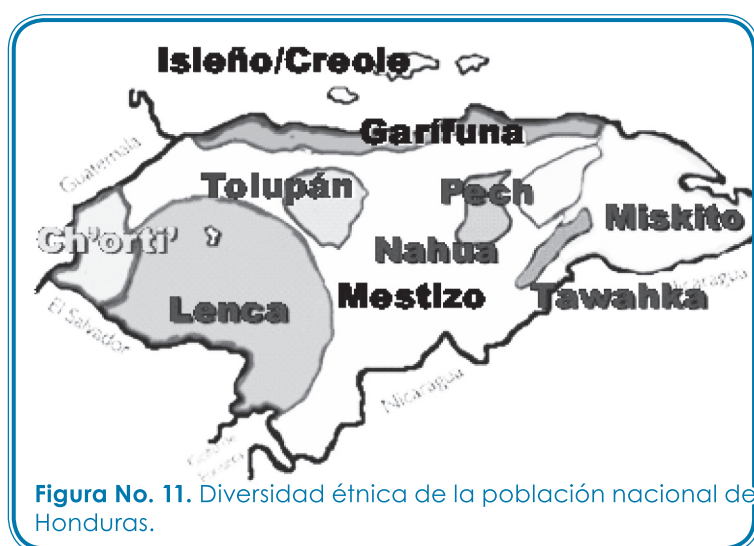 Isleño/Creole
Garífuna
Guatemala
Tolupán
Pech
Miskito
Ch'orti'
Nahua
Nicaragua
Lenca
Mestizo
Tawahka
El Salvador
Nicaragua
Figura No. 11. Diversidad étnica de la población nacional de
Honduras.